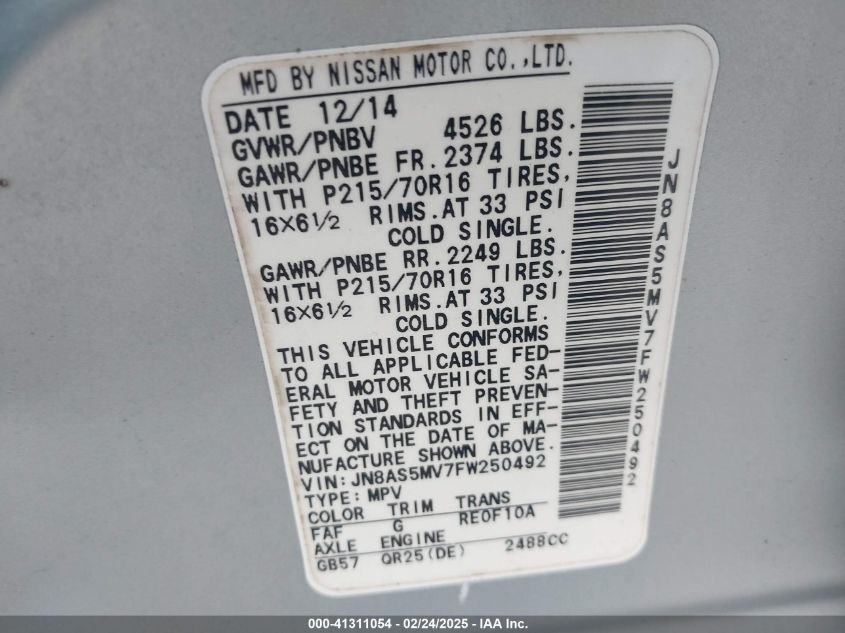 MFD BY NISSAN MOTOR CO.,LTD.
DATE 12/14
GVWR/PNBV 4526 LBS.
GAWR/PNBE FR. 2374 LBS.
WITH P215/70R16 TIRES,
16X6½ RIMS.AT 33 PSI
COLD SINGLE.
GAWR/PNBE RR. 2249 LBS.
WITH P215/70R16 TIRES,
16X6½ RIMS.AT 33 PSI
COLD SINGLE.
THIS VEHICLE CONFORMS
TO ALL APPLICABLE FED-
ERAL MOTOR VEHICLE SA-
FETY AND THEFT PREVEN-
TION STANDARDS IN EFF-
ECT ON THE DATE OF MA-
NUFACTURE SHOWN ABOVE.
VIN: JN8AS5MV7FW250492
TYPE: MPV
COLOR TRIM TRANS
FAF G RE0F10A
AXLE ENGINE
GB57 QR25(DE) 2488CC
JN8AS5MV7FW250492
000-41311054 - 02/24/2025 - IAA Inc.